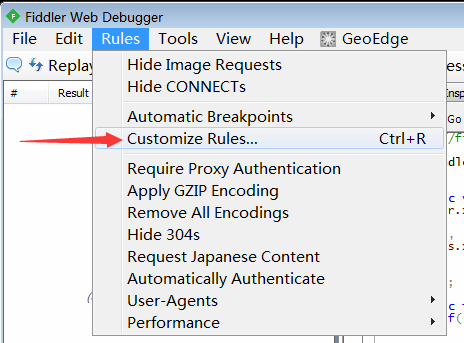 Fiddler Web Debugger
File Edit Rules Tools View Help GeoEdge
Replay
# Result
Hide Image Requests
Hide CONNECTs
Automatic Breakpoints
Customize Rules... Ctrl+R
Require Proxy Authentication
Apply GZIP Encoding
Remove All Encodings
Hide 304s
Request Japanese Content
Automatically Authenticate
User-Agents
Performance
Insp
Go